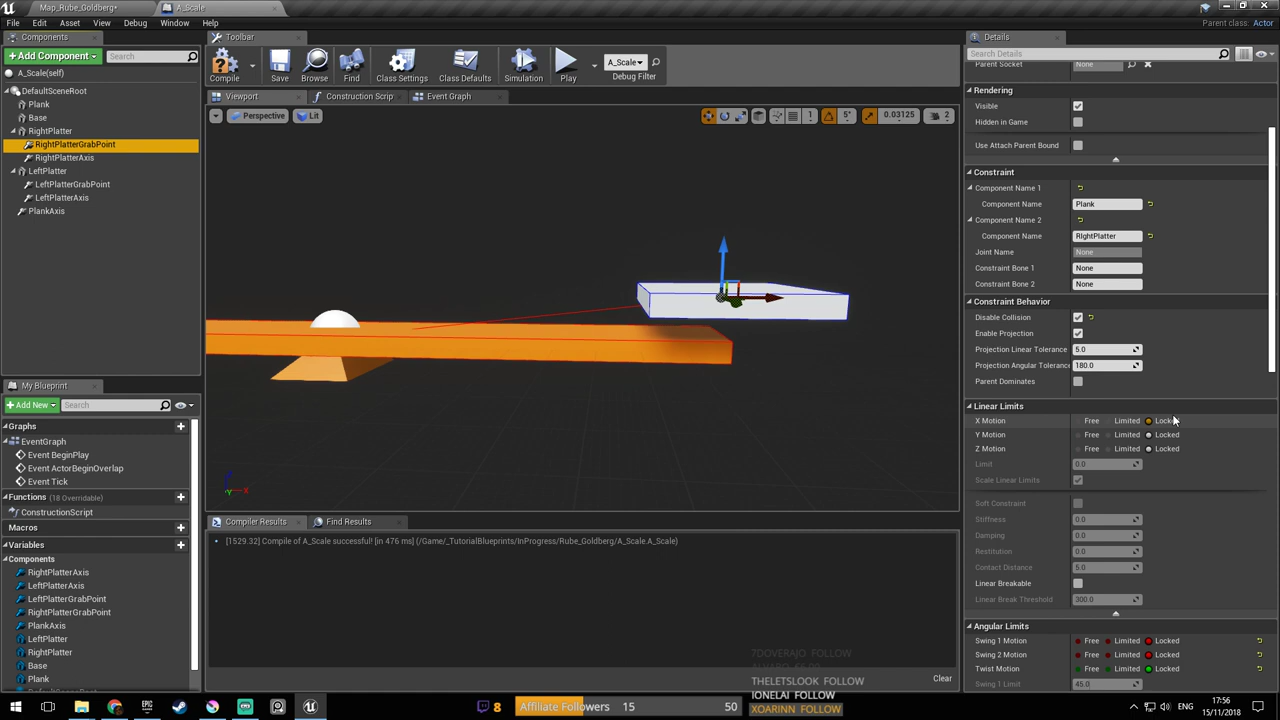 Map_Rube_Goldberg*
A_Scale
File Edit Asset View Debug Window Help
Parent class: Actor
Components
Toolbar
Details
+ Add Component
Search
Compile
Save
Browse
Find
Class Settings
Class Defaults
Simulation
Play
A_Scale
Debug Filter
A_Scale(self)
DefaultSceneRoot
Plank
Base
RightPlatter
RightPlatterGrabPoint
RightPlatterAxis
LeftPlatter
LeftPlatterGrabPoint
LeftPlatterAxis
PlankAxis
Viewport
Construction Scrip
Event Graph
Perspective
Lit
1
5°
0.03125
2
My Blueprint
+ Add New
Search
Graphs
EventGraph
Event BeginPlay
Event ActorBeginOverlap
Event Tick
Functions (18 Overridable)
ConstructionScript
Macros
Variables
Components
RightPlatterAxis
LeftPlatterAxis
LeftPlatterGrabPoint
RightPlatterGrabPoint
PlankAxis
LeftPlatter
RightPlatter
Base
Plank
DefaultSceneRoot
Compiler Results
Find Results
[1529.32] Compile of A_Scale successful! [in 476 ms] (/Game/_TutorialBlueprints/InProgress/Rube_Goldberg/A_Scale.A_Scale)
Clear
Search Details
Parent Socket None
Rendering
Visible
Hidden in Game
Use Attach Parent Bound
Constraint
Component Name 1
Component Name Plank
Component Name 2
Component Name RIghtPlatter
Joint Name None
Constraint Bone 1 None
Constraint Bone 2 None
Constraint Behavior
Disable Collision
Enable Projection
Projection Linear Tolerance 5.0
Projection Angular Tolerance 180.0
Parent Dominates
Linear Limits
X Motion Free Limited Locked
Y Motion Free Limited Locked
Z Motion Free Limited Locked
Limit 0.0
Scale Linear Limits
Soft Constraint
Stiffness 0.0
Damping 0.0
Restitution 0.0
Contact Distance 5.0
Linear Breakable
Linear Break Threshold 300.0
Angular Limits
Swing 1 Motion Free Limited Locked
Swing 2 Motion Free Limited Locked
Twist Motion Free Limited Locked
Swing 1 Limit 45.0
7DOVERAJO FOLLOW
THELETSLOOK FOLLOW
IONELAI FOLLOW
XOARINN FOLLOW
8
Affiliate Followers 15 50
17:56
15/11/2018